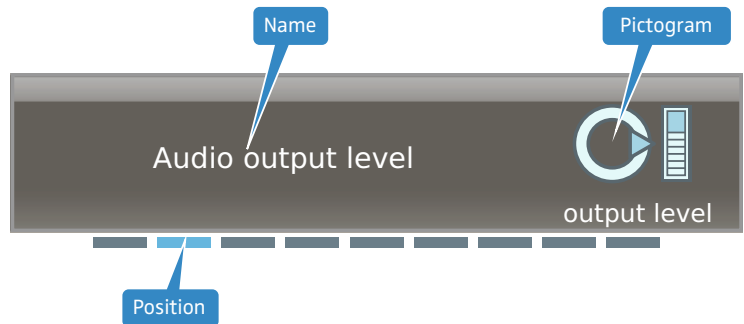 Name
Pictogram
Audio output level
output level
Position